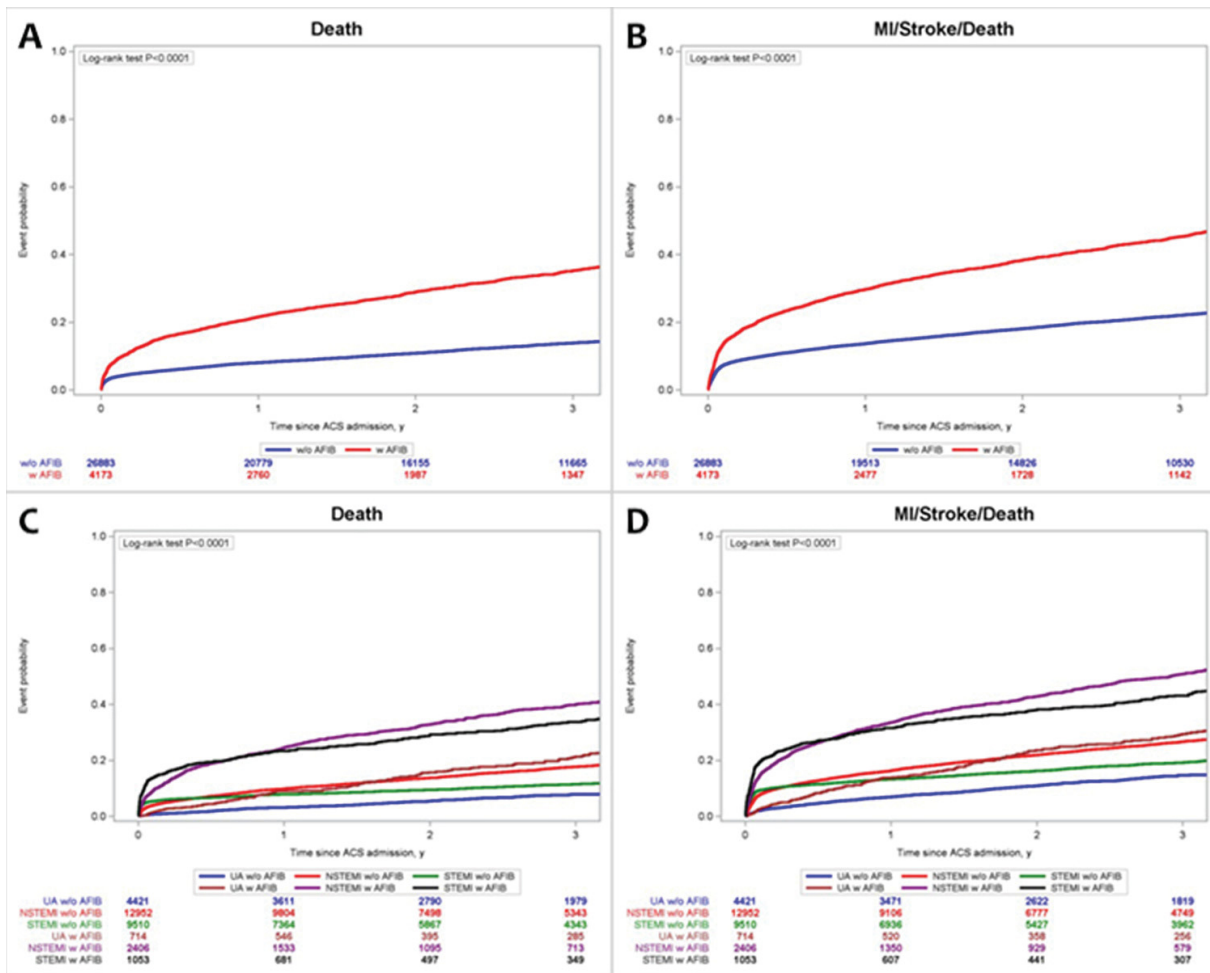 A
Death
Log-rank test P<0.0001
Event probability
1.0
0.8
0.6
0.4
0.2
0.0
0 1 2 3
Time since ACS admission, y
w/o AFIB w AFIB
w/o AFIB 26883 20779 16155 11665
w AFIB 4173 2760 1987 1347
B
MI/Stroke/Death
Log-rank test P<0.0001
Event probability
1.0
0.8
0.6
0.4
0.2
0.0
0 1 2 3
Time since ACS admission, y
w/o AFIB w AFIB
w/o AFIB 26883 19513 14826 10530
w AFIB 4173 2477 1728 1142
C
Death
Log-rank test P<0.0001
Event probability
1.0
0.8
0.6
0.4
0.2
0.0
0 1 2 3
Time since ACS admission, y
UA w/o AFIB NSTEMI w/o AFIB STEMI w/o AFIB
UA w AFIB NSTEMI w AFIB STEMI w AFIB
UA w/o AFIB 4421 3611 2790 1979
NSTEMI w/o AFIB 12952 9804 7498 5343
STEMI w/o AFIB 9510 7364 5867 4343
UA w AFIB 714 546 395 285
NSTEMI w AFIB 2406 1533 1095 713
STEMI w AFIB 1053 681 497 349
D
MI/Stroke/Death
Log-rank test P<0.0001
Event probability
1.0
0.8
0.6
0.4
0.2
0.0
0 1 2 3
Time since ACS admission, y
UA w/o AFIB NSTEMI w/o AFIB STEMI w/o AFIB
UA w AFIB NSTEMI w AFIB STEMI w AFIB
UA w/o AFIB 4421 3471 2622 1819
NSTEMI w/o AFIB 12952 9106 6777 4749
STEMI w/o AFIB 9510 6936 5427 3962
UA w AFIB 714 520 358 256
NSTEMI w AFIB 2406 1350 929 579
STEMI w AFIB 1053 607 441 307